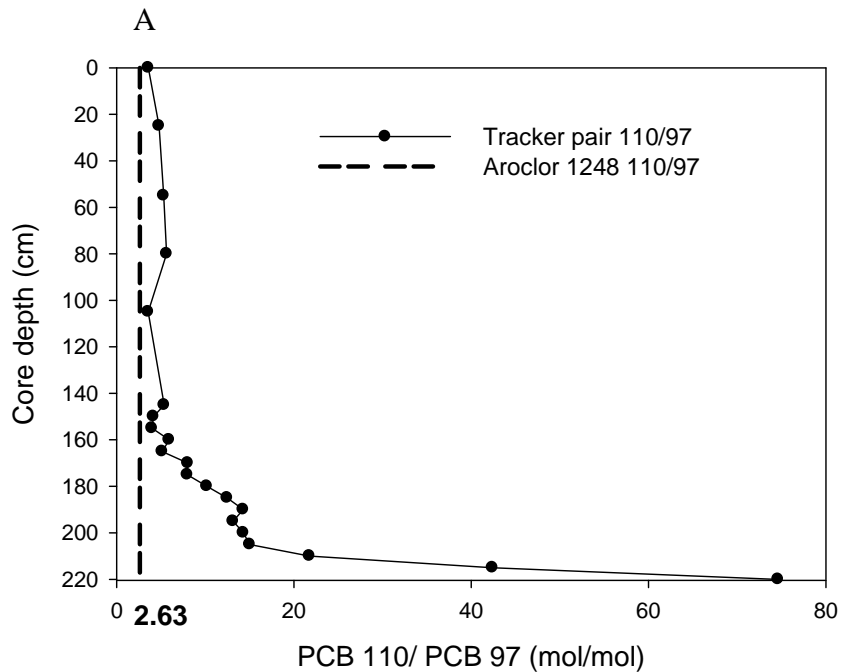 A
0
20
40
60
80
100
120
140
160
180
200
220
Core depth (cm)
Tracker pair 110/97
Aroclor 1248 110/97
0 2.63 20 40 60 80
PCB 110/ PCB 97 (mol/mol)